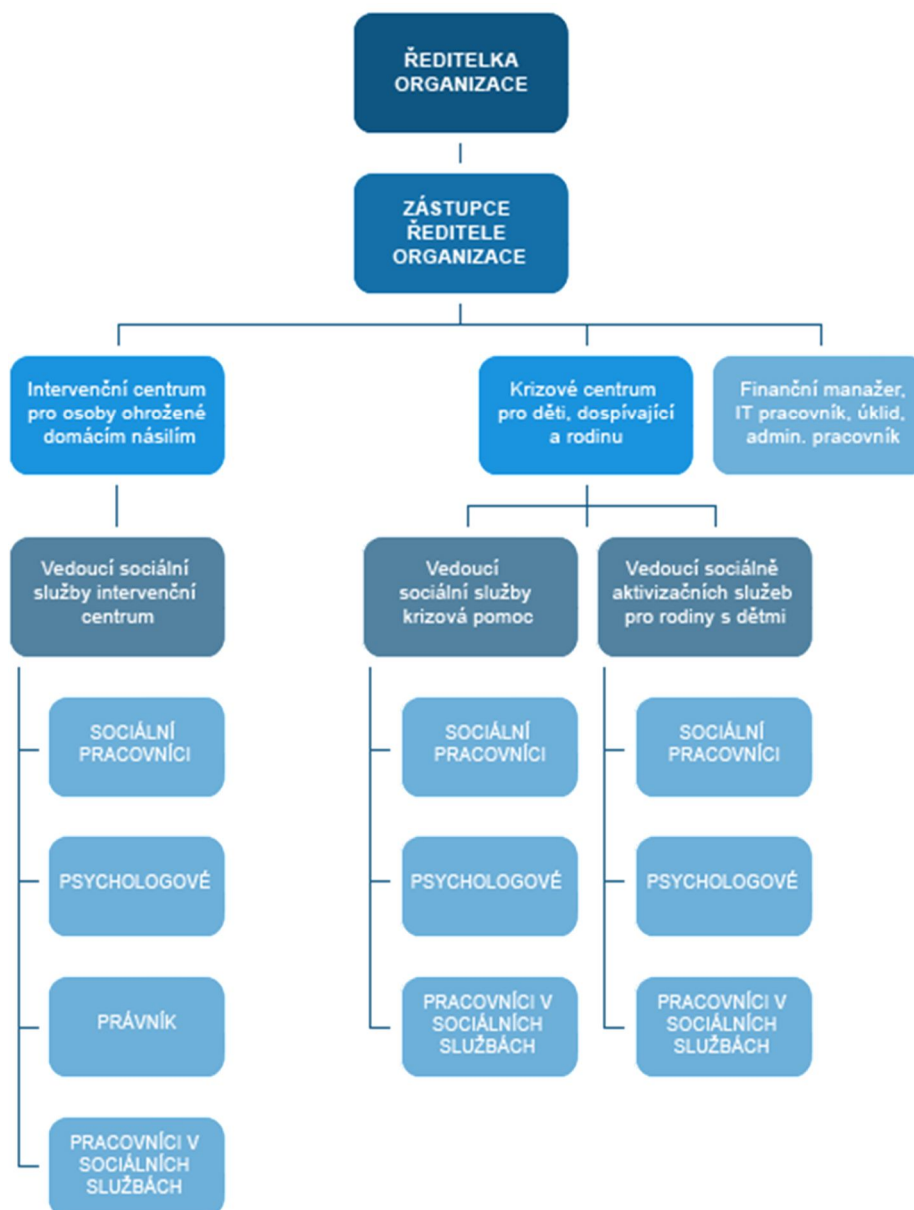 ŘEDITELKA
ORGANIZACE
ZÁSTUPCE
ŘEDITELE
ORGANIZACE
Intervenční centrum
pro osoby ohrožené
domácím násilím
Krizové centrum
pro děti, dospívající
a rodinu
Finanční manažer,
IT pracovník, úklid,
admin. pracovník
Vedoucí sociální
služby intervenční
centrum
Vedoucí
sociální služby
krizová pomoc
Vedoucí sociálně
aktivizačních služeb
pro rodiny s dětmi
SOCIÁLNÍ
PRACOVNÍCI
PSYCHOLOGOVÉ
PRÁVNÍK
PRACOVNÍCI V
SOCIÁLNÍCH
SLUŽBÁCH
SOCIÁLNÍ
PRACOVNÍCI
PSYCHOLOGOVÉ
PRACOVNÍCI V
SOCIÁLNÍCH
SLUŽBÁCH
SOCIÁLNÍ
PRACOVNÍCI
PSYCHOLOGOVÉ
PRACOVNÍCI V
SOCIÁLNÍCH
SLUŽBÁCH